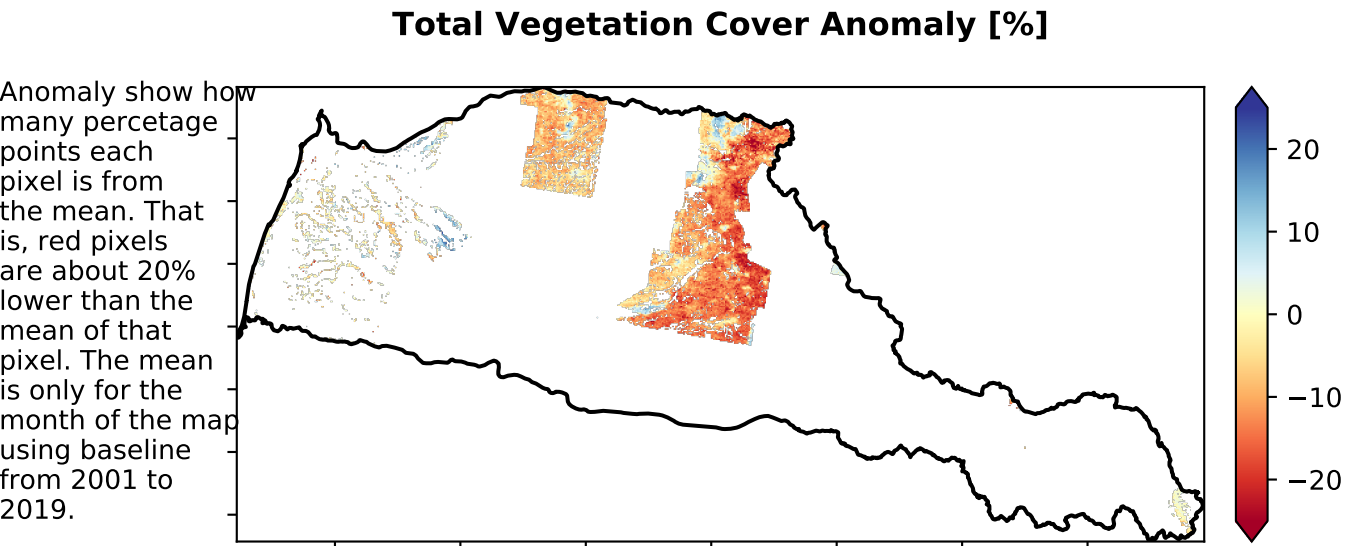 Total Vegetation Cover Anomaly [%]
Anomaly show how
many percetage
points each
pixel is from
the mean. That
is, red pixels
are about 20%
lower than the
mean of that
pixel. The mean
is only for the
month of the map
using baseline
from 2001 to
2019.
20
10
0
−10
−20